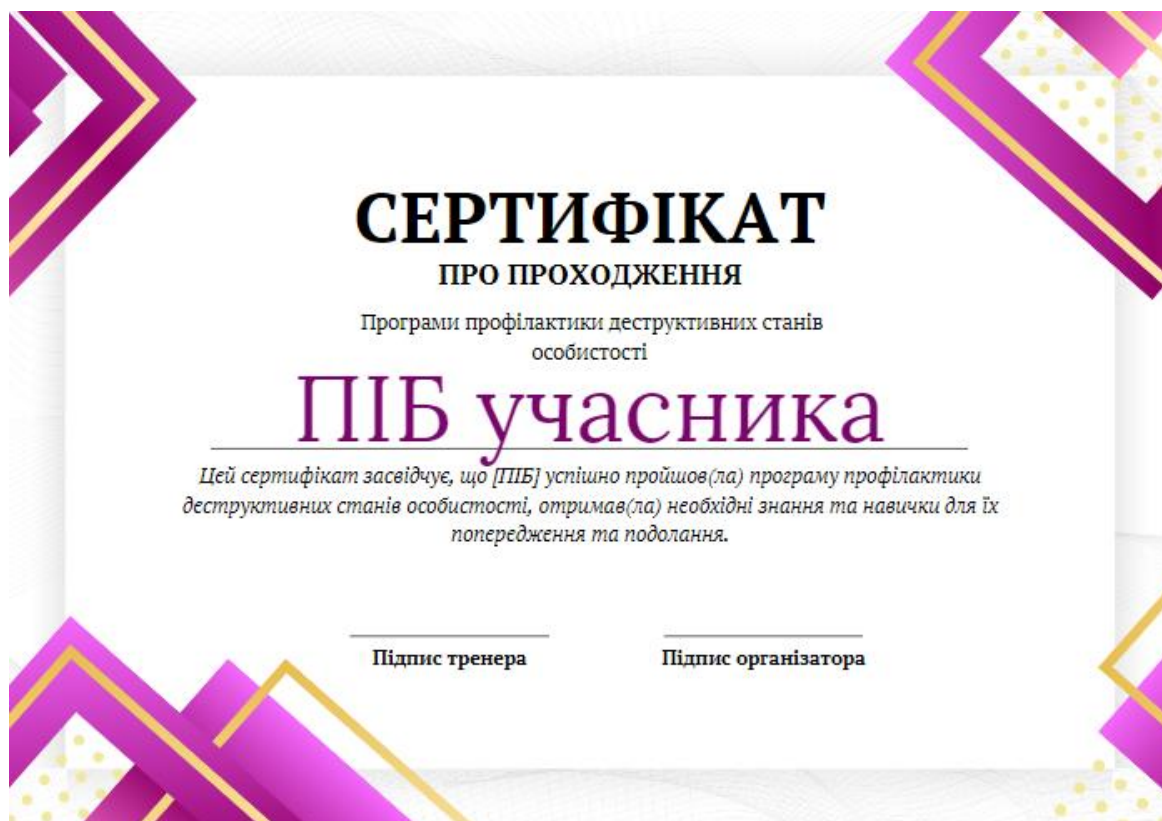 СЕРТИФІКАТ
ПРО ПРОХОДЖЕННЯ
Програми профілактики деструктивних станів
особистості
ПІБ учасника
Цей сертифікат засвідчує, що [ПІБ] успішно пройшов(ла) програму профілактики
деструктивних станів особистості, отримав(ла) необхідні знання та навички для їх
попередження та подолання.
Підпис тренера
Підпис організатора